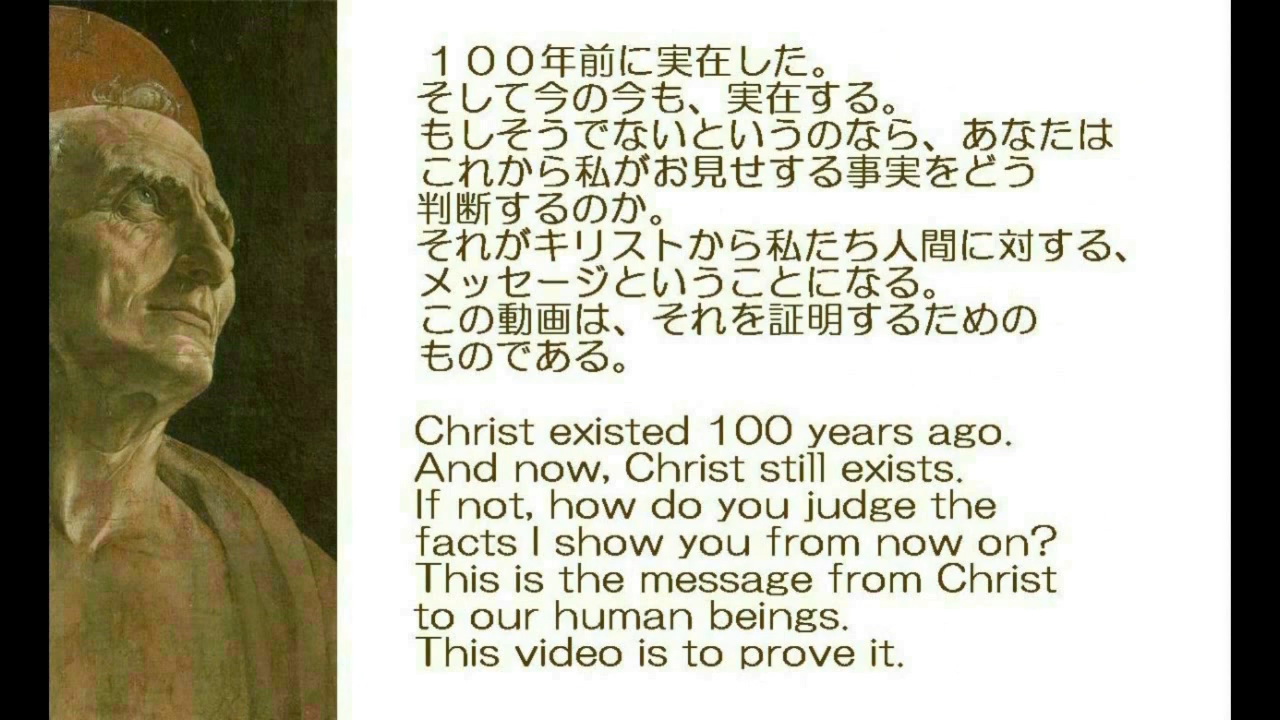 １００年前に実在した。
そして今の今も、実在する。
もしそうでないというのなら、あなたは
これから私がお見せする事実をどう
判断するのか。
それがキリストから私たち人間に対する、
メッセージということになる。
この動画は、それを証明するための
ものである。
Christ existed 100 years ago.
And now, Christ still exists.
If not, how do you judge the
facts I show you from now on?
This is the message from Christ
to our human beings.
This video is to prove it.